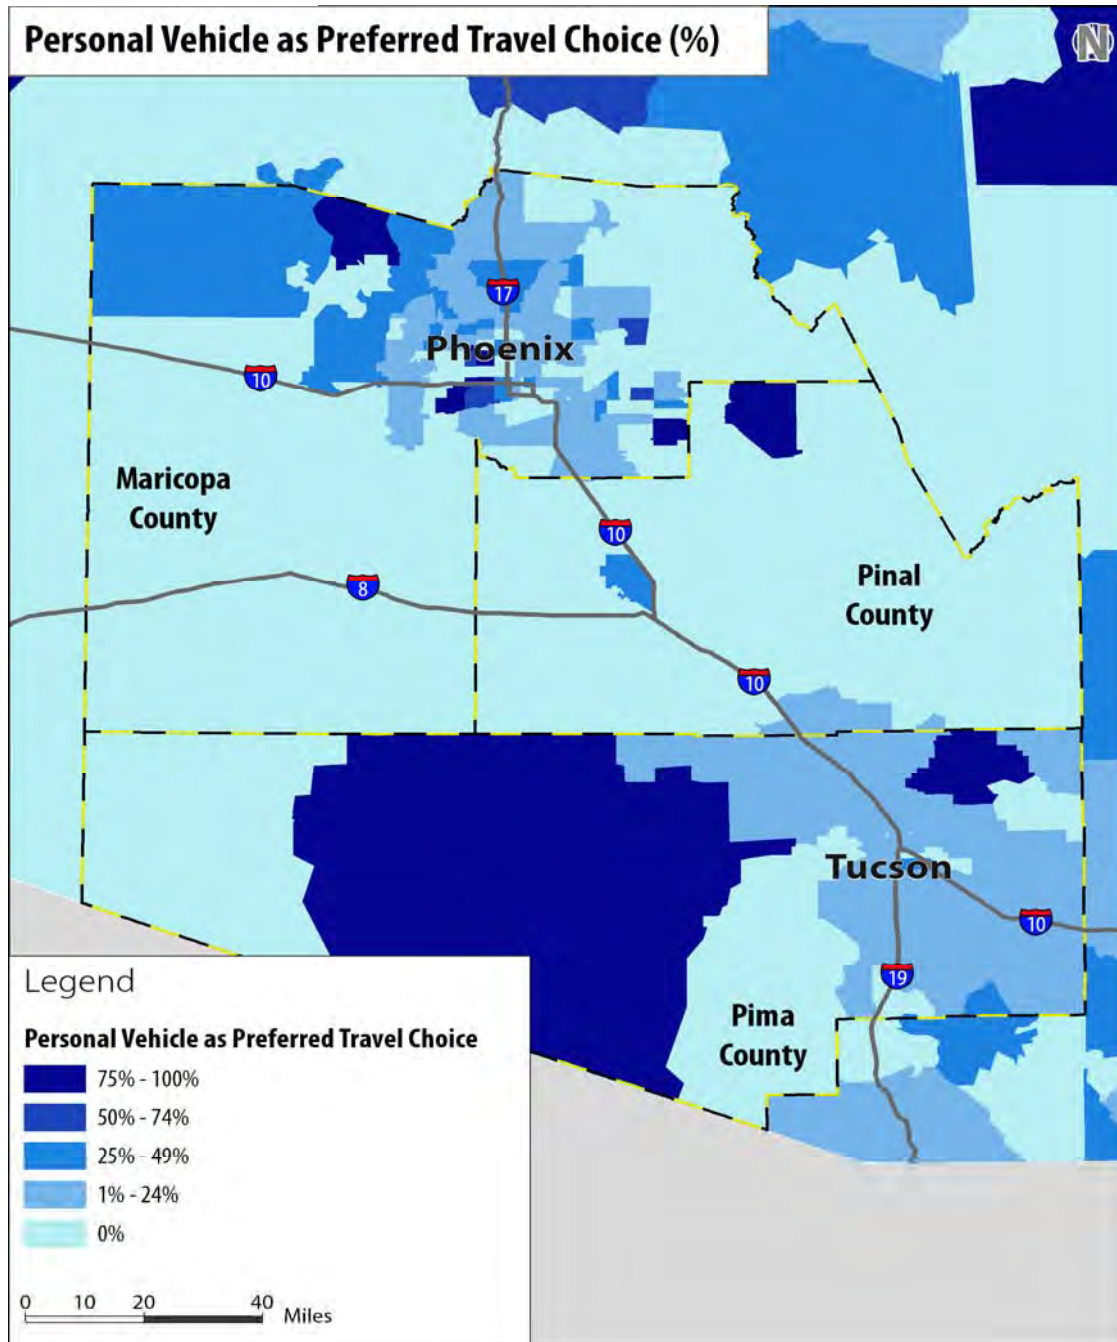 Personal Vehicle as Preferred Travel Choice (%)
N
17
Phoenix
10
Maricopa
County
10
8
Pinal
County
10
Tucson
10
19
Pima
County
Legend
Personal Vehicle as Preferred Travel Choice
75% - 100%
50% - 74%
25% - 49%
1% - 24%
0%
0 10 20 40 Miles